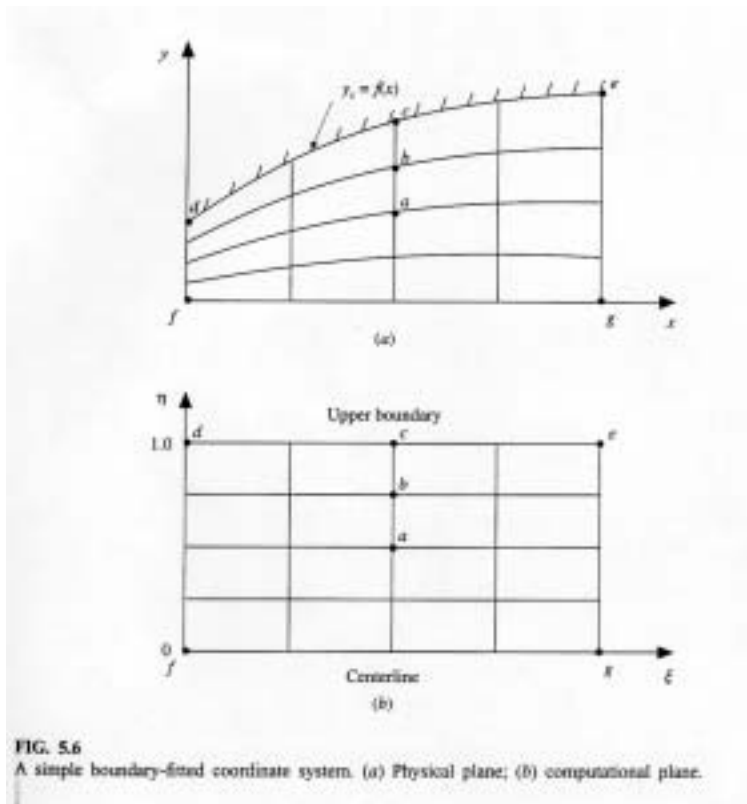 y
y_s = f(x)
c
e
b
d
a
f
g
x
(a)
η
Upper boundary
1.0
d
c
e
b
a
0
f
g
ξ
Centerline
(b)
FIG. 5.6
A simple boundary-fitted coordinate system. (a) Physical plane; (b) computational plane.